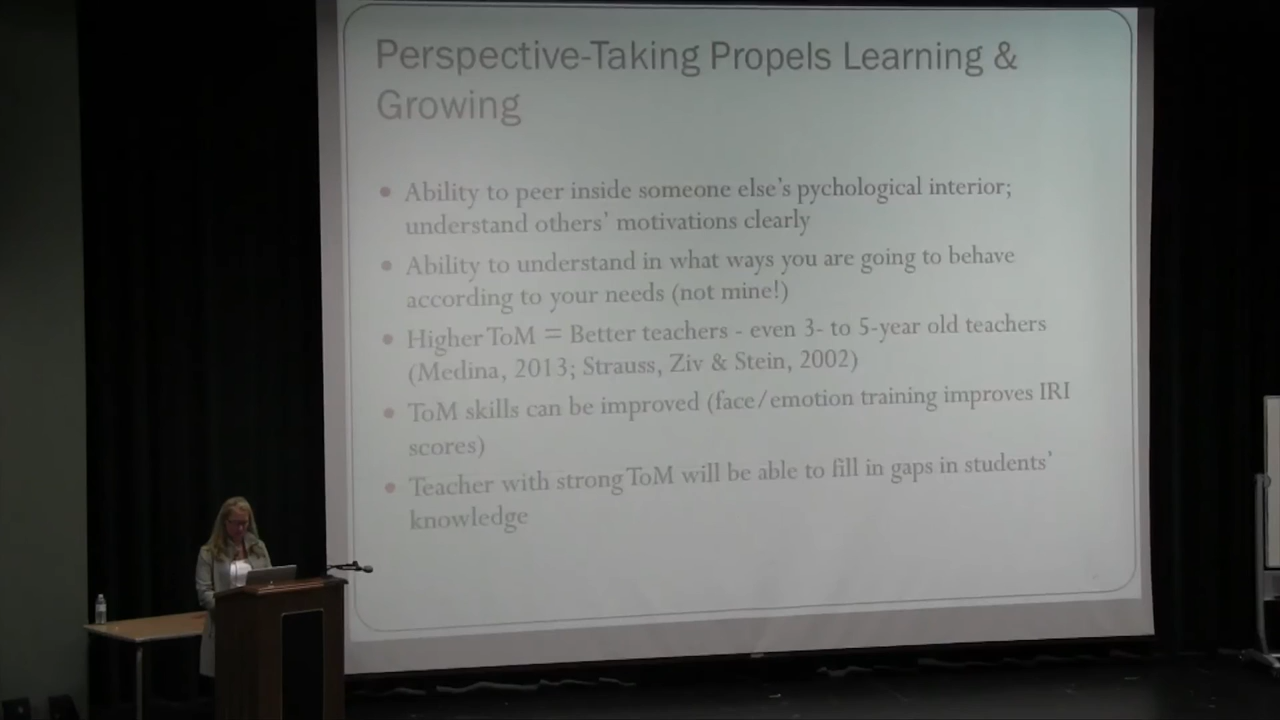 Perspective-Taking Propels Learning &
Growing
• Ability to peer inside someone else's pychological interior;
understand others' motivations clearly
• Ability to understand in what ways you are going to behave
according to your needs (not mine!)
• Higher ToM = Better teachers - even 3- to 5-year old teachers
(Medina, 2013; Strauss, Ziv & Stein, 2002)
• ToM skills can be improved (face/emotion training improves IRI
scores)
• Teacher with strong ToM will be able to fill in gaps in students'
knowledge